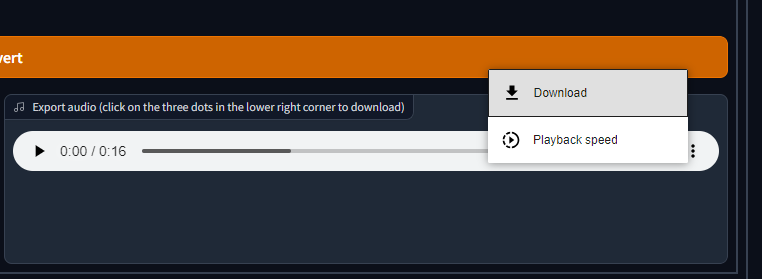 vert
Download
Export audio (click on the three dots in the lower right corner to download)
Playback speed
0:00 / 0:16